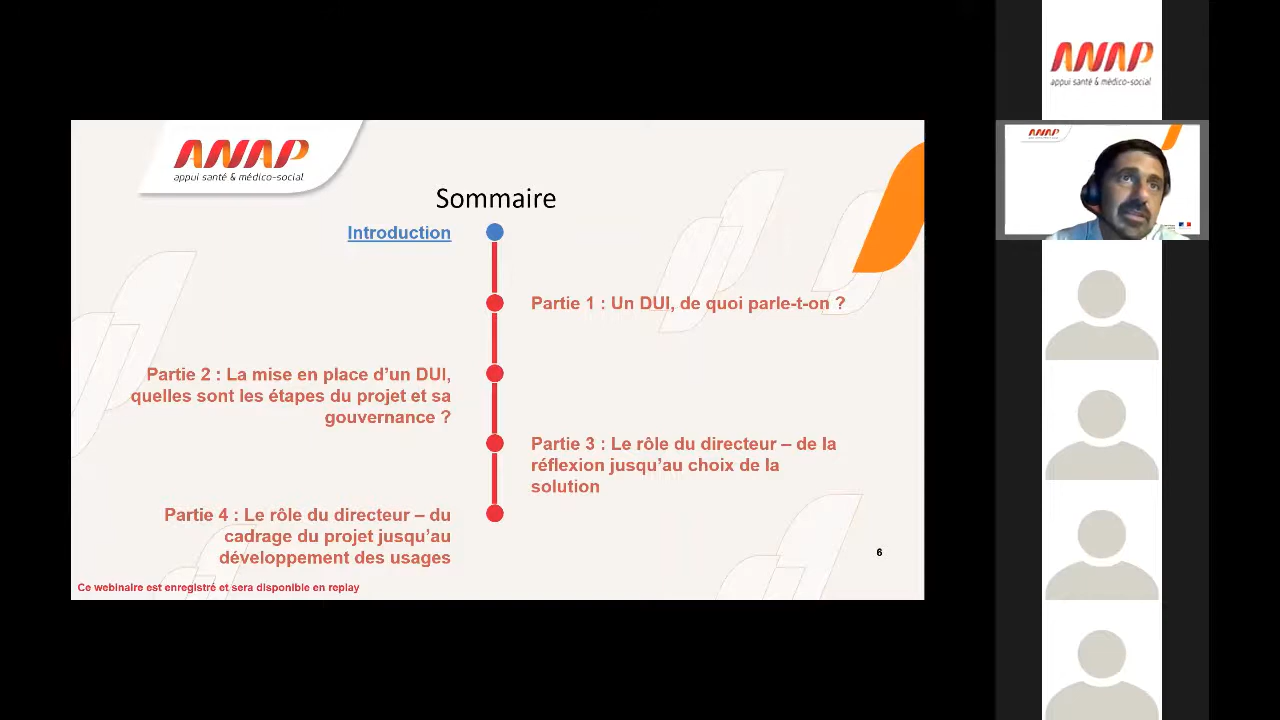 ANAP
appui santé & médico-social
Sommaire
Introduction
Partie 1 : Un DUI, de quoi parle-t-on ?
Partie 2 : La mise en place d’un DUI,
quelles sont les étapes du projet et sa
gouvernance ?
Partie 3 : Le rôle du directeur – de la
réflexion jusqu’au choix de la
solution
Partie 4 : Le rôle du directeur – du
cadrage du projet jusqu’au
développement des usages
6
Ce webinaire est enregistré et sera disponible en replay
ANAP
appui santé & médico-social
ANAP